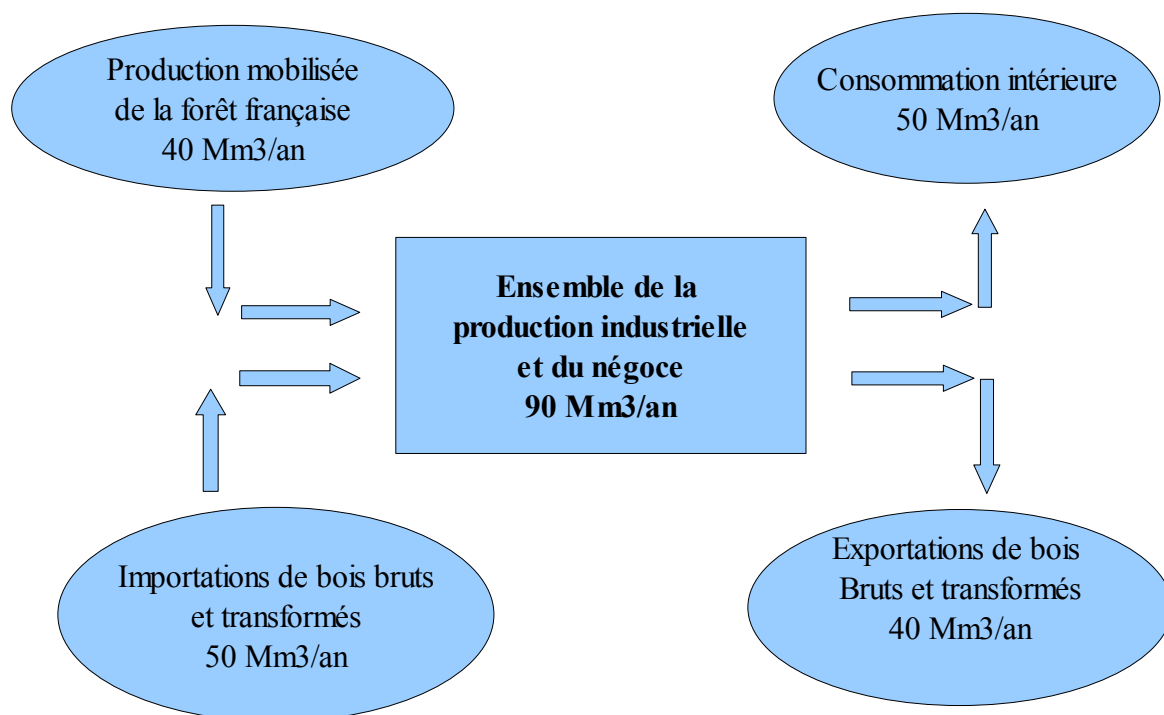 Production mobilisée
de la forêt française
40 Mm3/an
Consommation intérieure
50 Mm3/an
Ensemble de la
production industrielle
et du négoce
90 Mm3/an
Importations de bois bruts
et transformés
50 Mm3/an
Exportations de bois
Bruts et transformés
40 Mm3/an